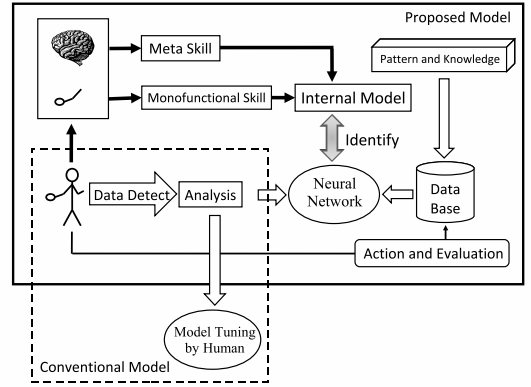 Proposed Model
Meta Skill
Pattern and Knowledge
Monofunctional Skill
Internal Model
Identify
Data Detect
Analysis
Neural
Network
Data
Base
Action and Evaluation
Model Tuning
by Human
Conventional Model